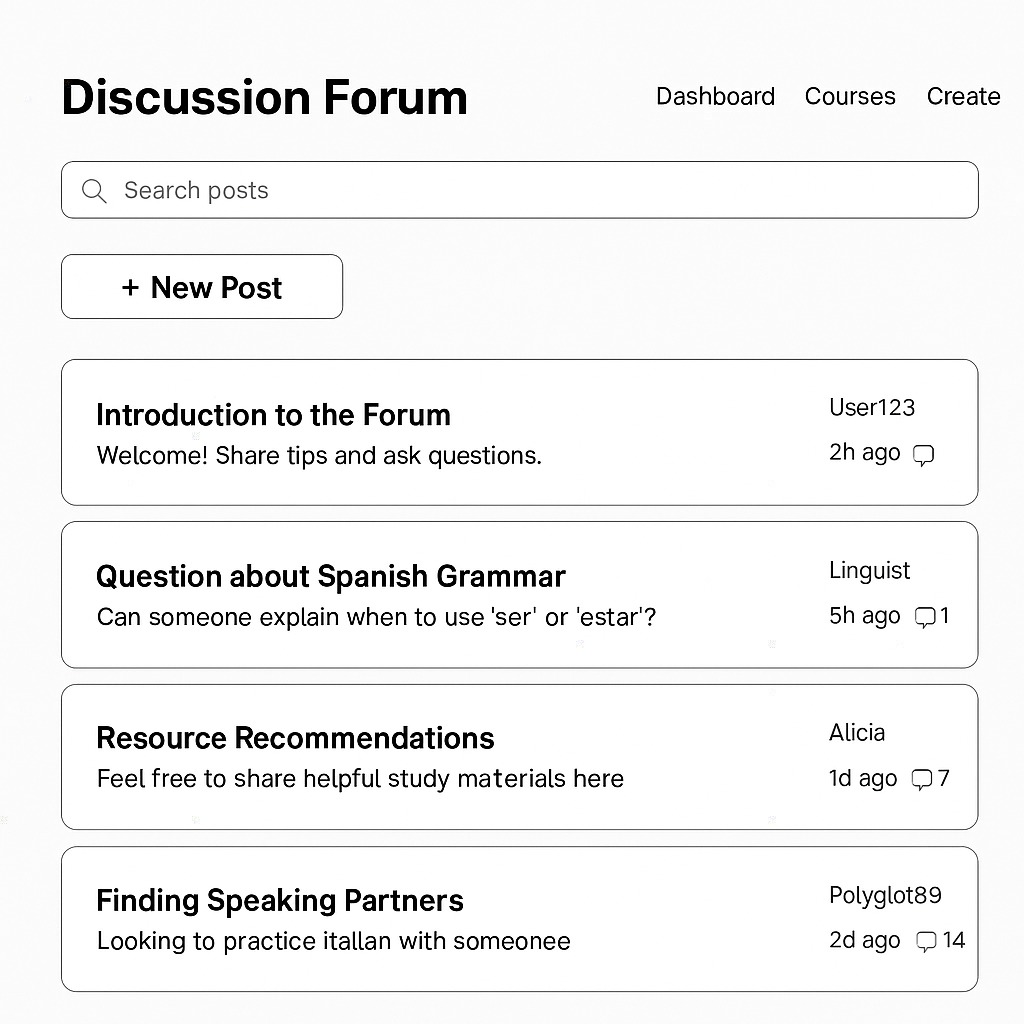 Discussion Forum
Dashboard Courses Create
Search posts
+ New Post
Introduction to the Forum
Welcome! Share tips and ask questions.
User123
2h ago
Question about Spanish Grammar
Can someone explain when to use 'ser' or 'estar'?
Linguist
5h ago 1
Resource Recommendations
Feel free to share helpful study materials here
Alicia
1d ago 7
Finding Speaking Partners
Looking to practice itallan with someonee
Polyglot89
2d ago 14